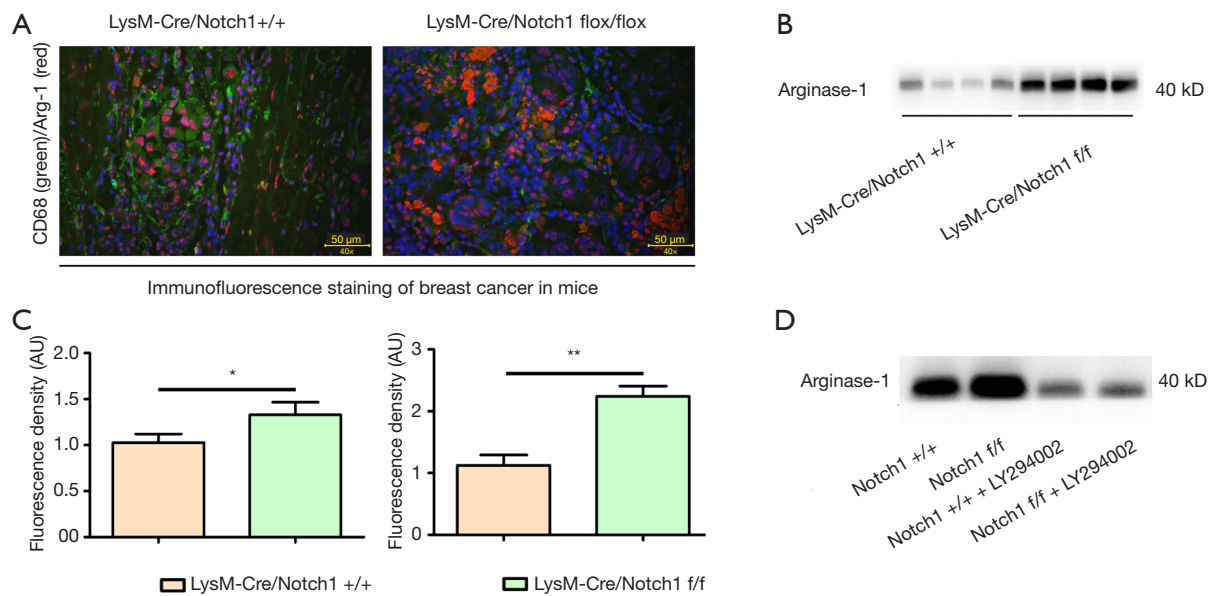 A
LysM-Cre/Notch1+/+
LysM-Cre/Notch1 flox/flox
CD68 (green)/Arg-1 (red)
50 µm
40x
50 µm
40x
Immunofluorescence staining of breast cancer in mice
B
Arginase-1
40 kD
LysM-Cre/Notch1 +/+
LysM-Cre/Notch1 f/f
C
Fluorescence density (AU)
2.0
1.5
1.0
0.5
00
*
Fluorescence density (AU)
3
2
1
0
**
LysM-Cre/Notch1 +/+
LysM-Cre/Notch1 f/f
D
Arginase-1
40 kD
Notch1 +/+
Notch1 f/f
Notch1 +/+ + LY294002
Notch1 f/f + LY294002